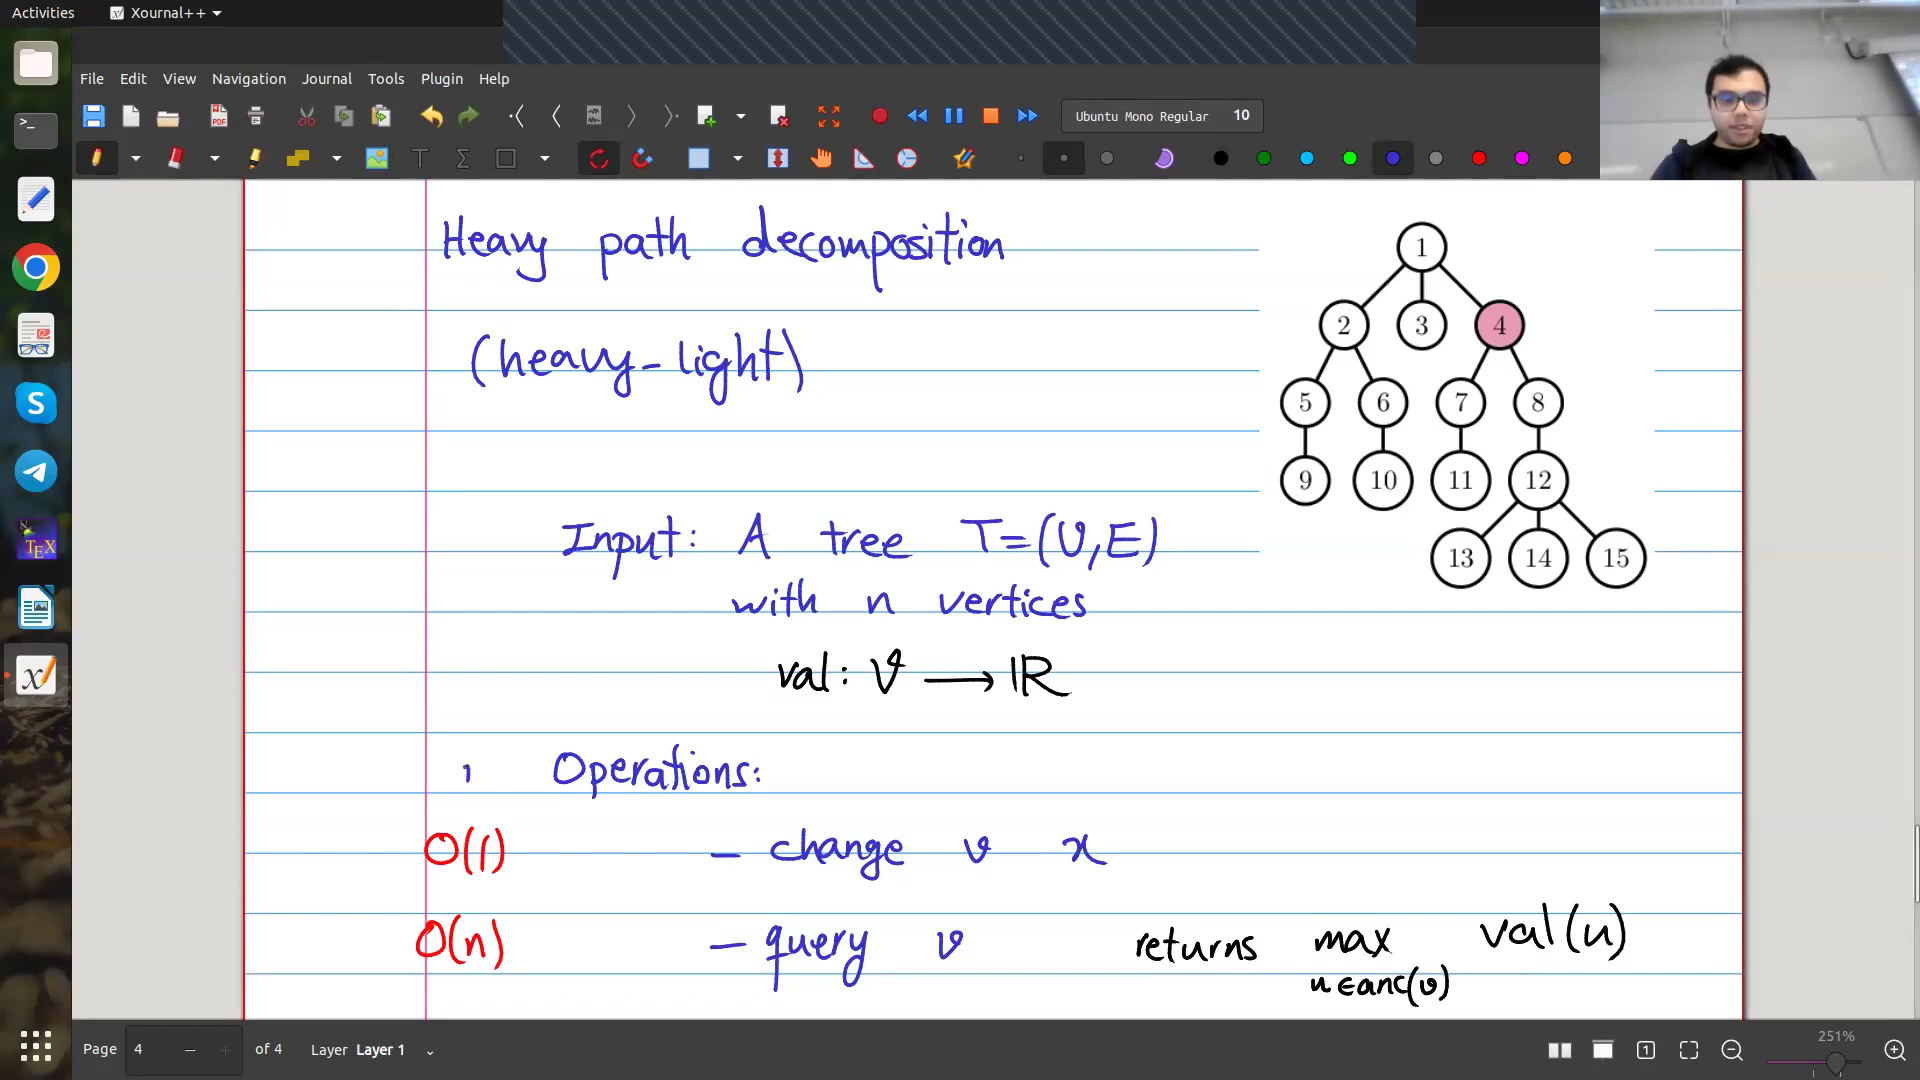 Activities Xournal++
File Edit View Navigation Journal Tools Plugin Help
Ubuntu Mono Regular 10
Heavy path decomposition
(heavy-light)
1
2 3 4
5 6 7 8
9 10 11 12
13 14 15
Input: A tree T=(V,E)
with n vertices
val: V → ℝ
Operations:
O(1) - change v x
O(n) - query v returns max val(u)
u∈anc(v)
Page 4 of 4 Layer Layer 1
251%